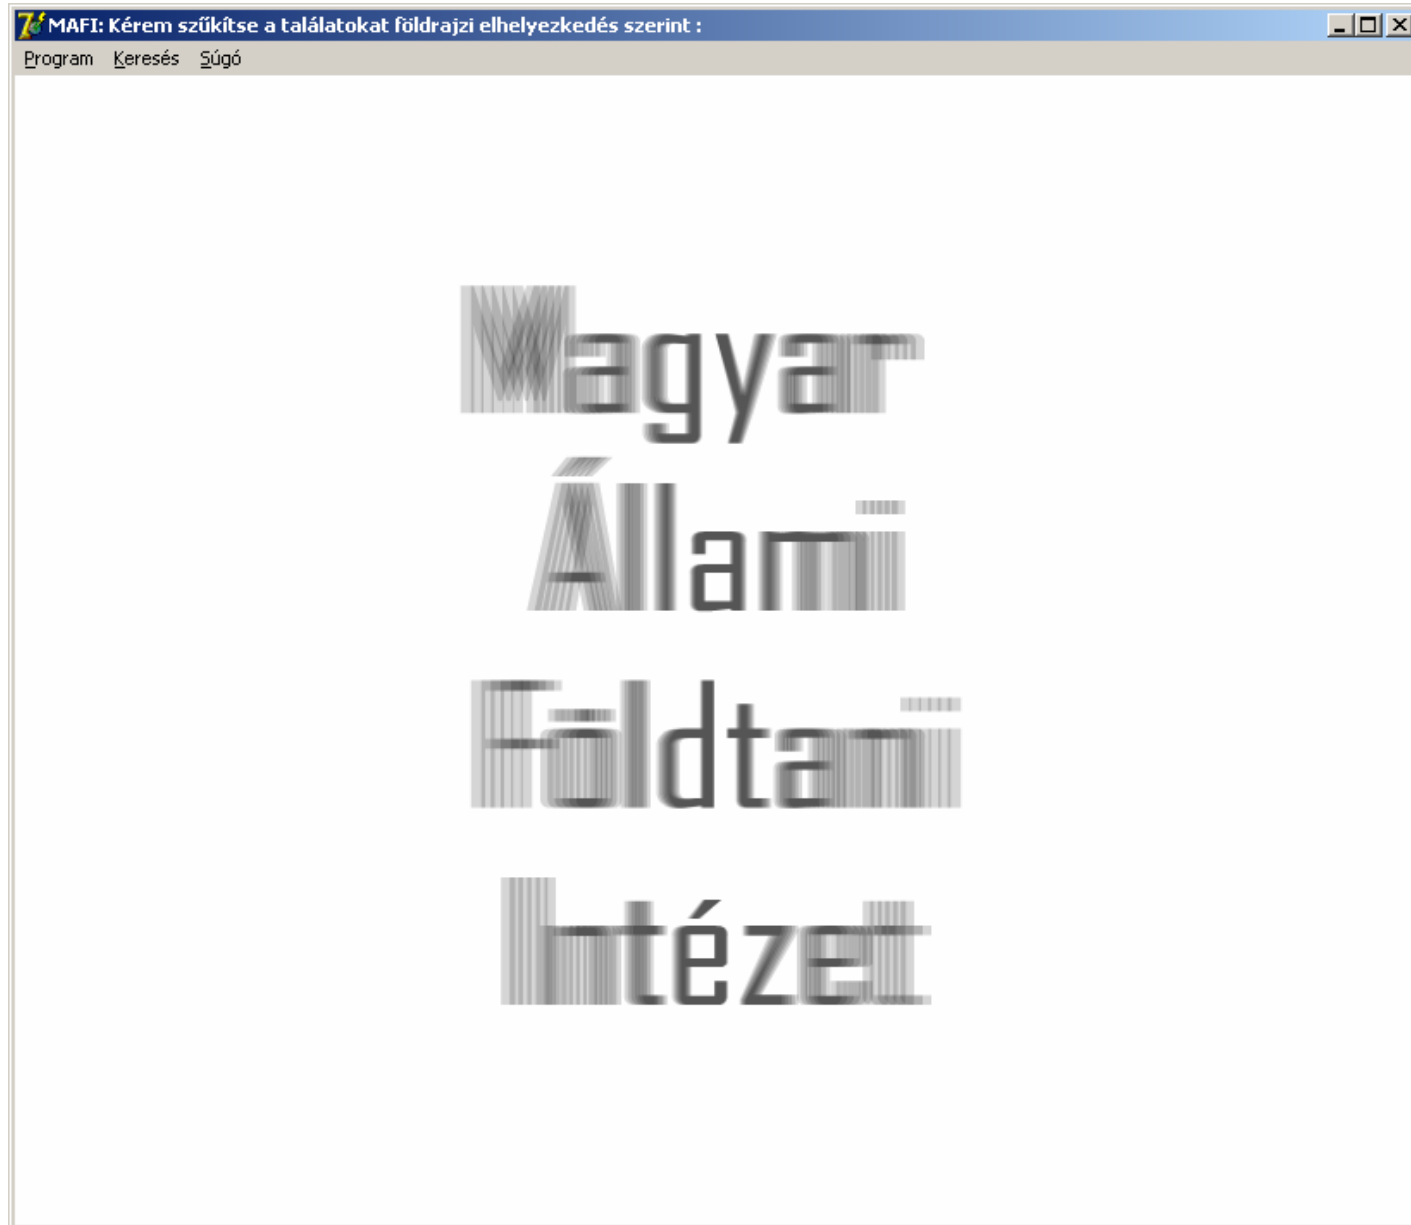 MAFI: Kérem szűkítse a találatokat földrajzi elhelyezkedés szerint :
Program Keresés Súgó
Magyar
Állami
Földtani
Intézet